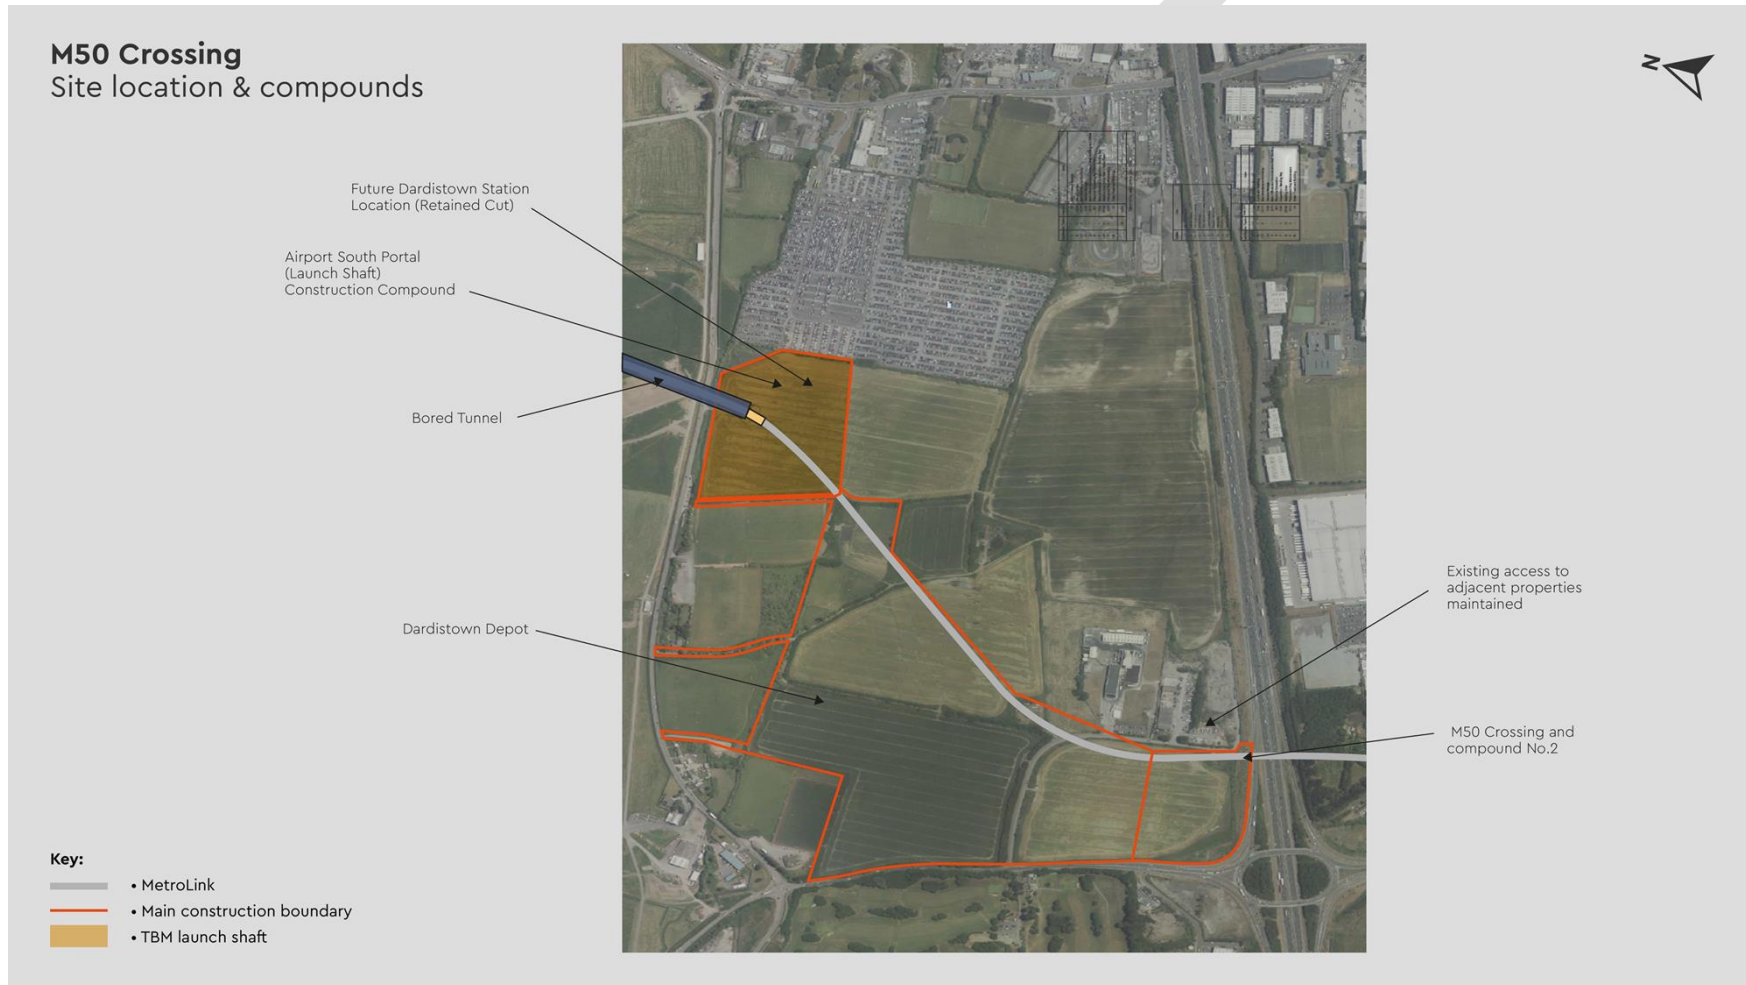 M50 Crossing
Site location & compounds
N
Future Dardistown Station
Location (Retained Cut)
Airport South Portal
(Launch Shaft)
Construction Compound
Bored Tunnel
Dardistown Depot
Existing access to
adjacent properties
maintained
M50 Crossing and
compound No.2
Key:
• MetroLink
• Main construction boundary
• TBM launch shaft